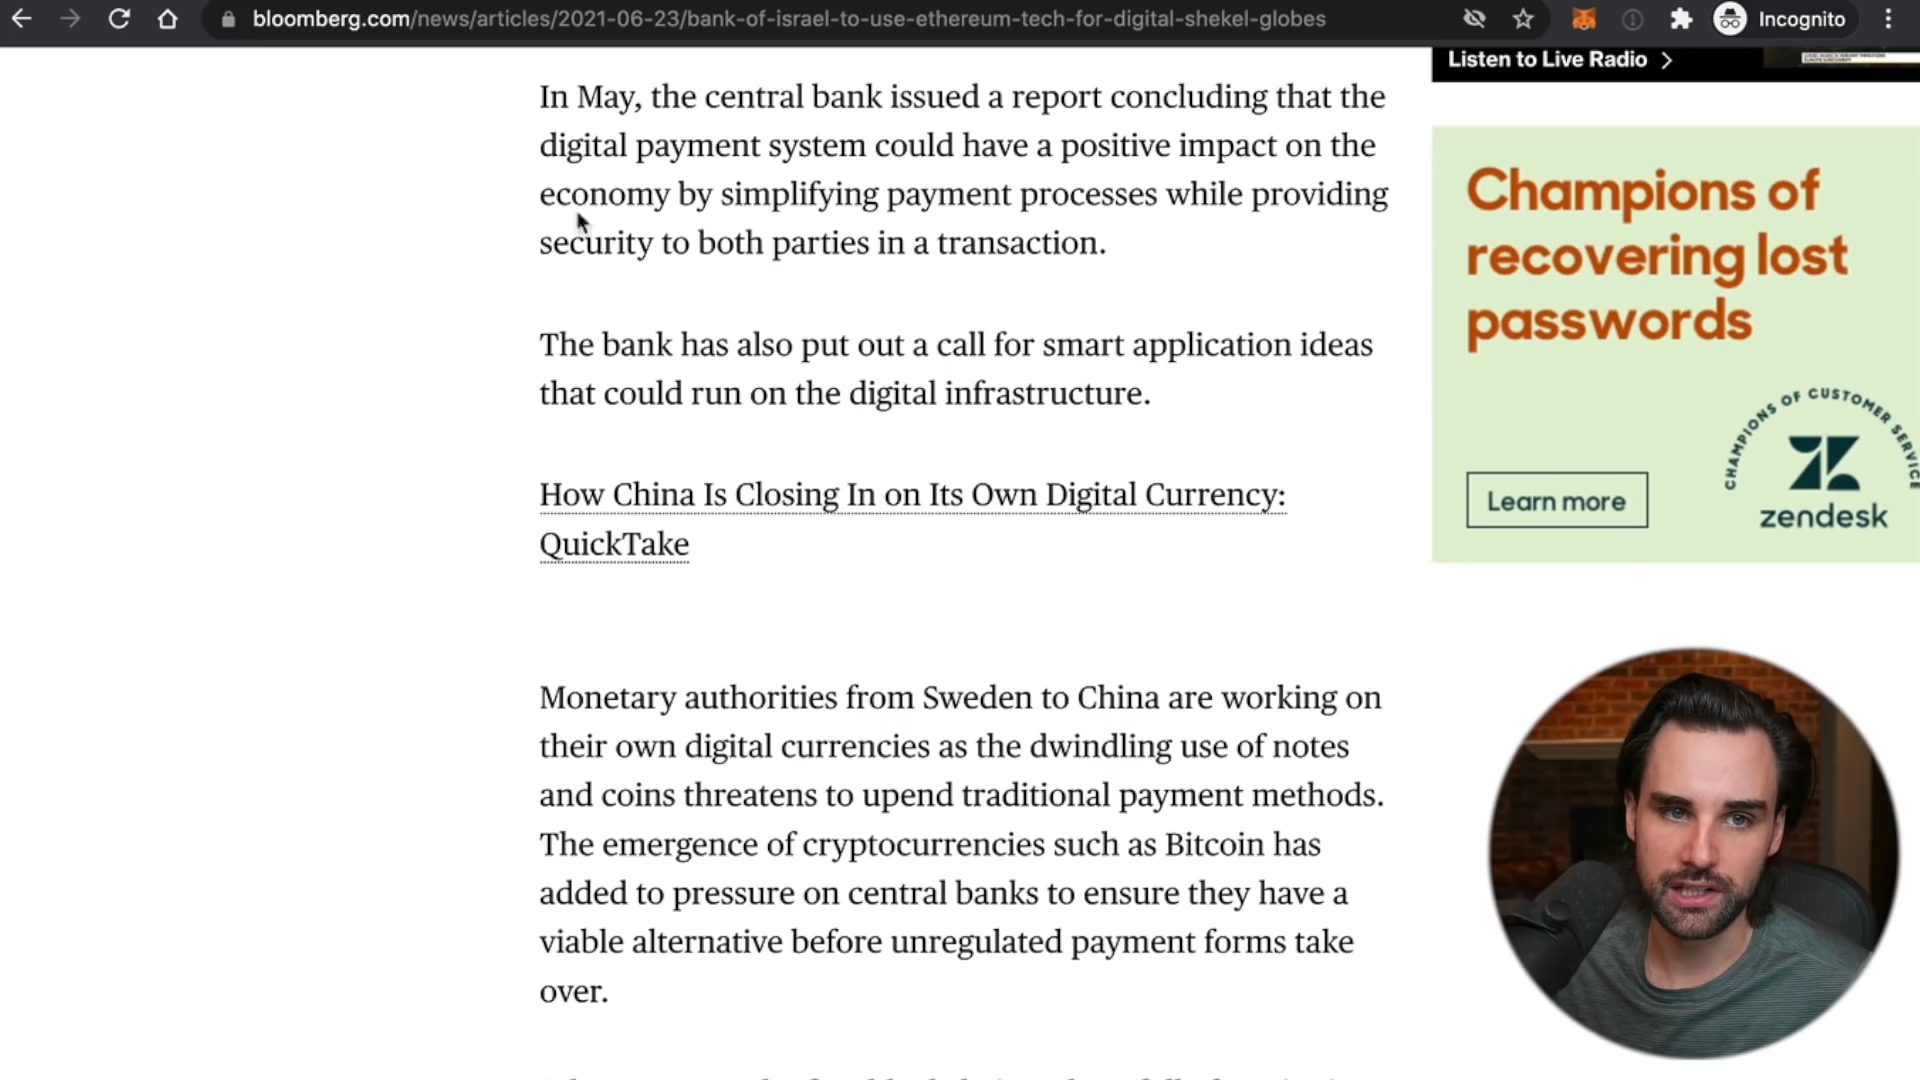 bloomberg.com/news/articles/2021-06-23/bank-of-israel-to-use-ethereum-tech-for-digital-shekel-globes
Incognito
Listen to Live Radio
In May, the central bank issued a report concluding that the
digital payment system could have a positive impact on the
economy by simplifying payment processes while providing
security to both parties in a transaction.
The bank has also put out a call for smart application ideas
that could run on the digital infrastructure.
How China Is Closing In on Its Own Digital Currency:
QuickTake
Monetary authorities from Sweden to China are working on
their own digital currencies as the dwindling use of notes
and coins threatens to upend traditional payment methods.
The emergence of cryptocurrencies such as Bitcoin has
added to pressure on central banks to ensure they have a
viable alternative before unregulated payment forms take
over.
Champions of
recovering lost
passwords
CHAMPIONS OF CUSTOMER SERVICE
Learn more
zendesk